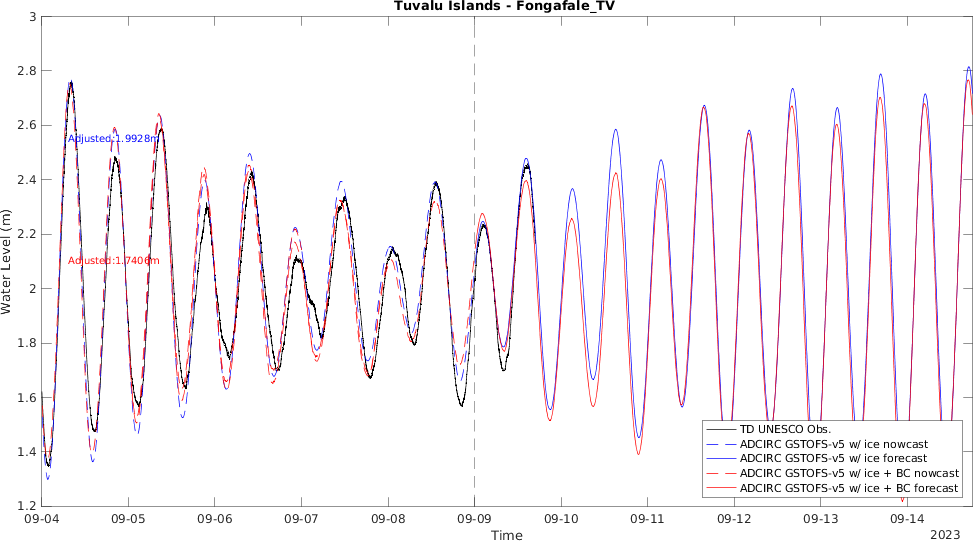 Tuvalu Islands - Fongafale_TV
3
2.8
2.6
2.4
2.2
2
1.8
1.6
1.4
1.2
Water Level (m)
Adjusted:1.9928m
Adjusted:1.7406m
TD UNESCO Obs.
ADCIRC GSTOFS-v5 w/ ice nowcast
ADCIRC GSTOFS-v5 w/ ice forecast
ADCIRC GSTOFS-v5 w/ ice + BC nowcast
ADCIRC GSTOFS-v5 w/ ice + BC forecast
09-04 09-05 09-06 09-07 09-08 09-09 09-10 09-11 09-12 09-13 09-14
Time
2023